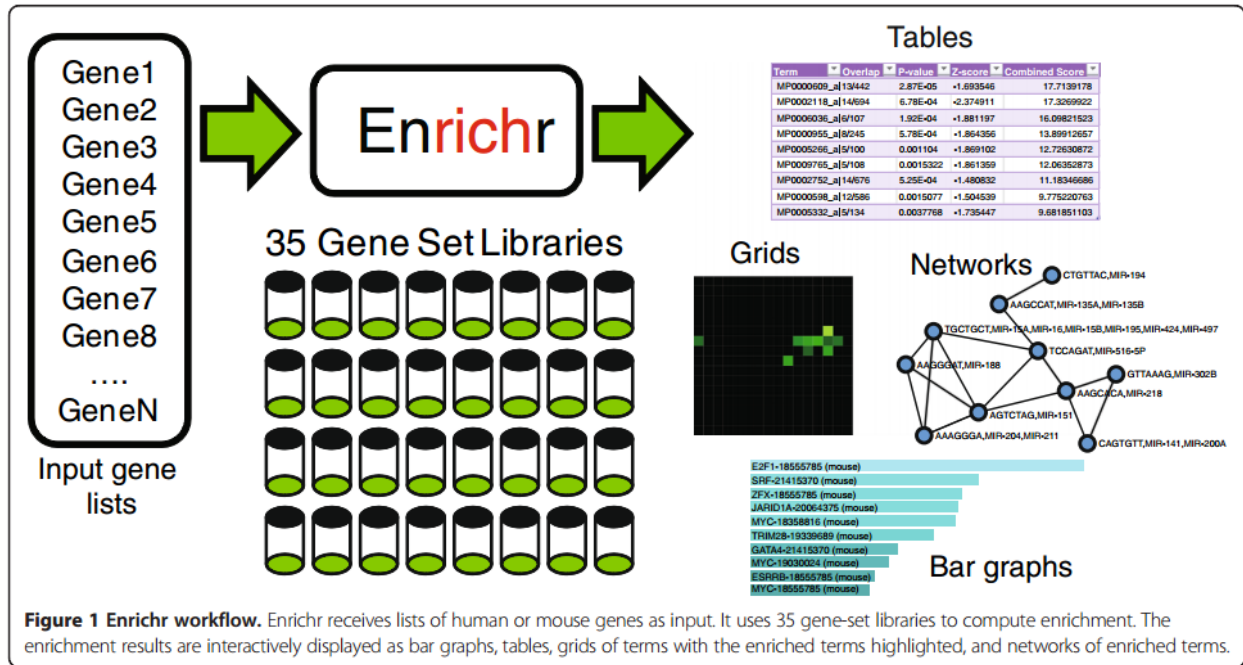 Gene1
Gene2
Gene3
Gene4
Gene5
Gene6
Gene7
Gene8
....
GeneN
Input gene
lists
Enrichr
35 Gene Set Libraries
Tables
Term Overlap P-value Z-score Combined Score
MP0000609_a 13/442 2.87E-05 -1.693546 17.7139178
MP0002118_a 14/694 6.78E-04 -2.374911 17.3269922
MP0006036_a 6/107 1.92E-04 -1.881197 16.09821523
MP0000955_a 8/245 5.78E-04 -1.864356 13.89912657
MP0005266_a 5/100 0.001104 -1.869102 12.72630872
MP0009765_a 5/108 0.0015322 -1.861359 12.06352873
MP0002752_a 14/676 5.25E-04 -1.480832 11.18346686
MP0000598_a 12/586 0.0015077 -1.504539 9.775220763
MP0005332_a 5/134 0.0037768 -1.735447 9.681851103
Grids
Networks
CTGTTAC,MIR-194
AAGCCAT,MIR-135A,MIR-135B
TGCTGCT,MIR-15A,MIR-16,MIR-15B,MIR-195,MIR-424,MIR-497
TCCAGAT,MIR-516-5P
AAGGGAT,MIR-188
GTTAAAG,MIR-302B
AAGCACA,MIR-218
AGTCTAG,MIR-151
AAAGGGA,MIR-204,MIR-211
CAGTGTT,MIR-141,MIR-200A
E2F1-18555785 (mouse)
SRF-21415370 (mouse)
ZFX-18555785 (mouse)
JARID1A-20064375 (mouse)
MYC-18358816 (mouse)
TRIM28-19339689 (mouse)
GATA4-21415370 (mouse)
MYC-19030024 (mouse)
ESRRB-18555785 (mouse)
MYC-18555785 (mouse)
Bar graphs
Figure 1 Enrichr workflow. Enrichr receives lists of human or mouse genes as input. It uses 35 gene-set libraries to compute enrichment. The
enrichment results are interactively displayed as bar graphs, tables, grids of terms with the enriched terms highlighted, and networks of enriched terms.